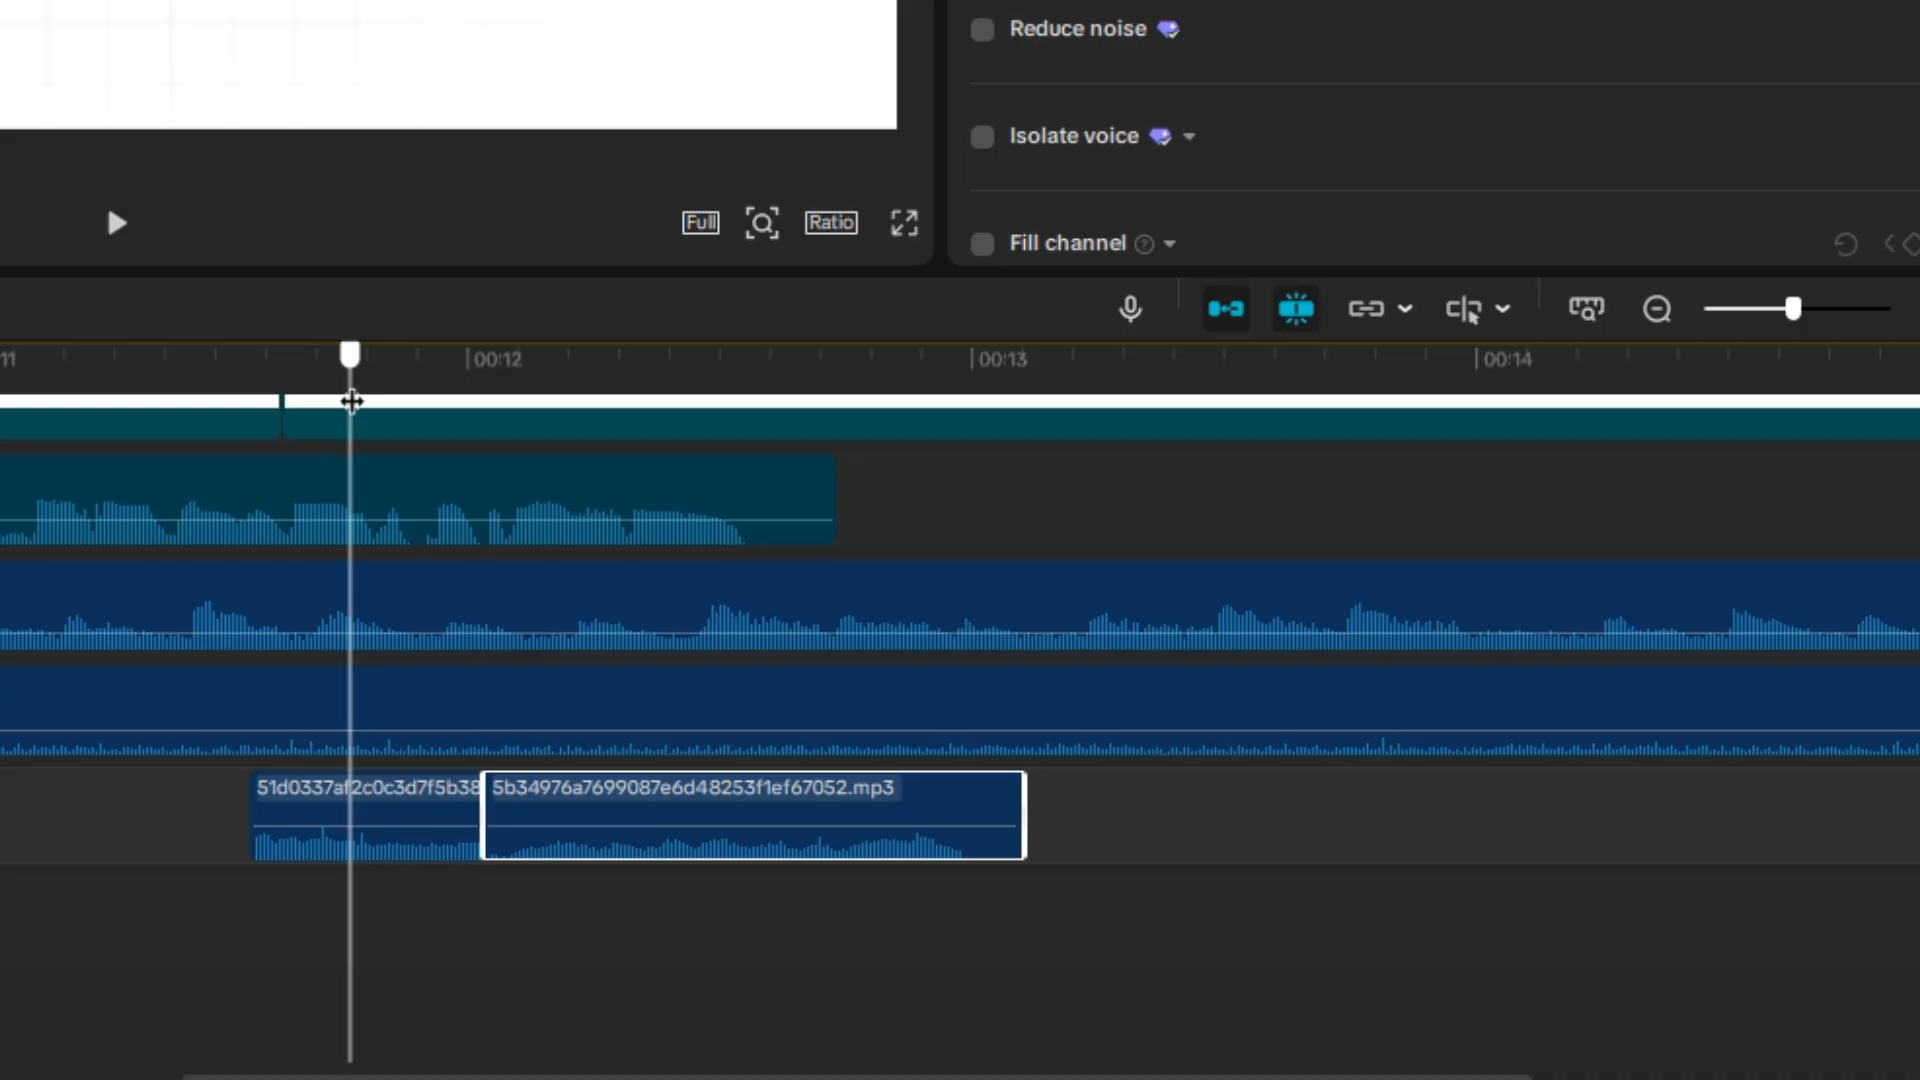 Reduce noise
Isolate voice
Full
Ratio
Fill channel
11
00:12
00:13
00:14
51d0337af2c0c3d7f5b38
5b34976a7699087e6d48253f1ef67052.mp3